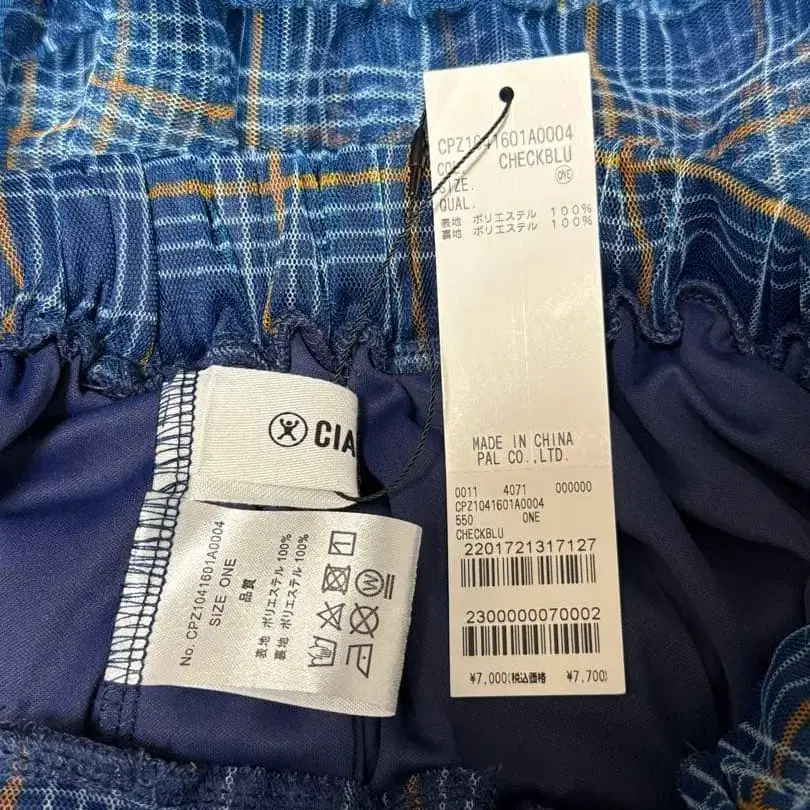 CPZ1041601A0004
COL. CHECKBLU
SIZE. ONE
QUAL.
表地 ポリエステル 100%
裏地 ポリエステル 100%
MADE IN CHINA
PAL CO.,LTD.
0011 4071 000000
CPZ1041601A0004
550 ONE
CHECKBLU
2201721317127
2300000070002
¥7,000(税込価格 ¥7,700)
CIA
No. CPZ1041601A0004
SIZE ONE
品質
表地 ポリエステル 100%
裏地 ポリエステル 100%
W